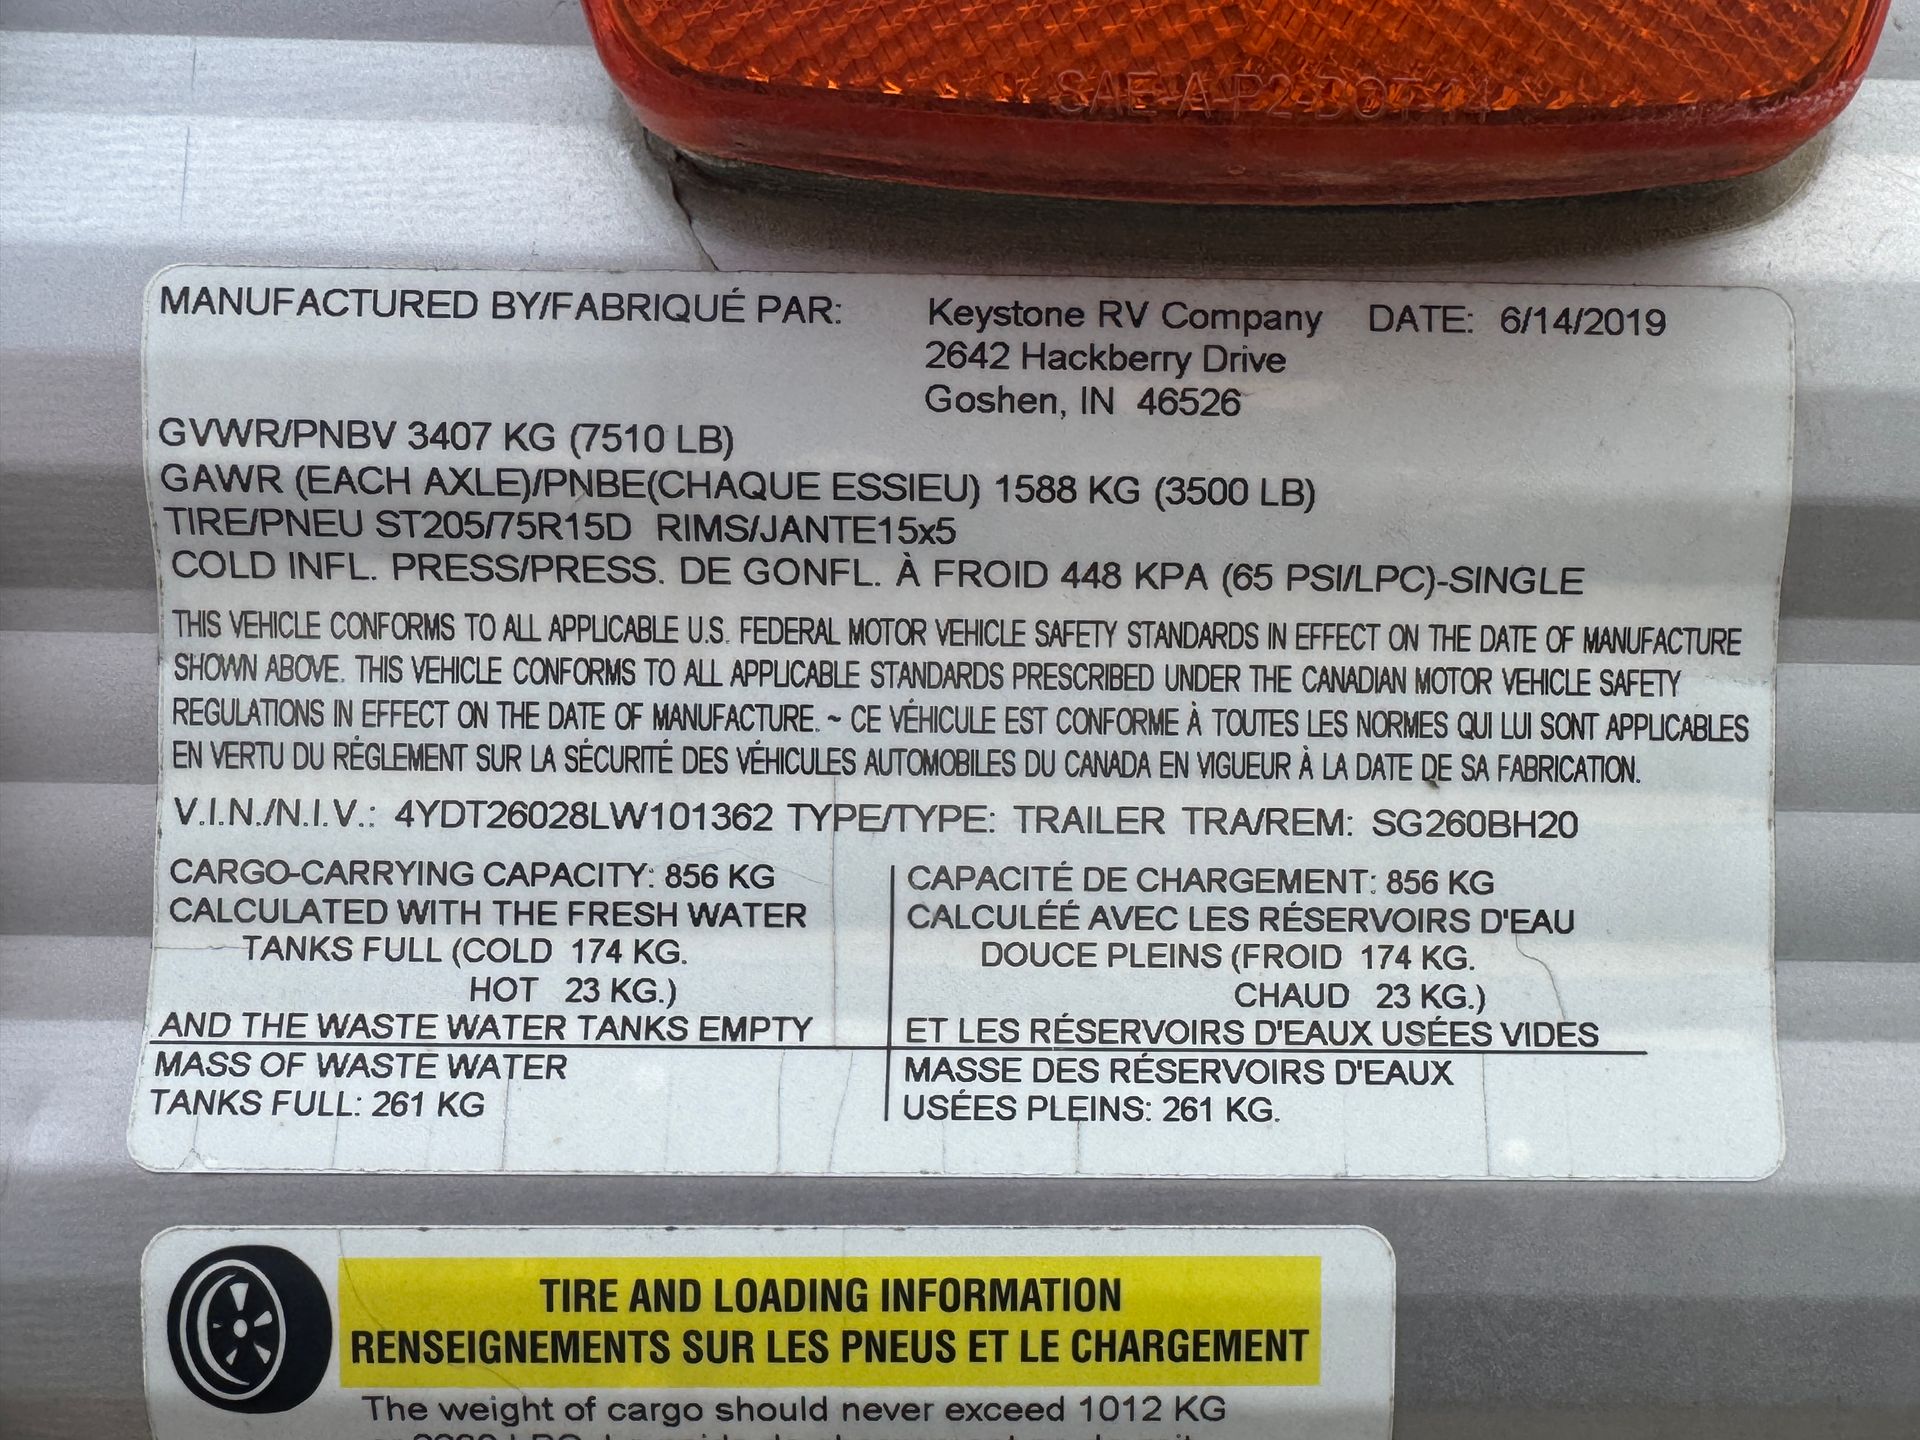 SAE-A-P2-DOT-14
MANUFACTURED BY/FABRIQUÉ PAR: Keystone RV Company DATE: 6/14/2019
2642 Hackberry Drive
Goshen, IN 46526
GVWR/PNBV 3407 KG (7510 LB)
GAWR (EACH AXLE)/PNBE(CHAQUE ESSIEU) 1588 KG (3500 LB)
TIRE/PNEU ST205/75R15D RIMS/JANTE15x5
COLD INFL. PRESS/PRESS. DE GONFL. À FROID 448 KPA (65 PSI/LPC)-SINGLE
THIS VEHICLE CONFORMS TO ALL APPLICABLE U.S. FEDERAL MOTOR VEHICLE SAFETY STANDARDS IN EFFECT ON THE DATE OF MANUFACTURE
SHOWN ABOVE. THIS VEHICLE CONFORMS TO ALL APPLICABLE STANDARDS PRESCRIBED UNDER THE CANADIAN MOTOR VEHICLE SAFETY
REGULATIONS IN EFFECT ON THE DATE OF MANUFACTURE. ~ CE VÉHICULE EST CONFORME À TOUTES LES NORMES QUI LUI SONT APPLICABLES
EN VERTU DU RÈGLEMENT SUR LA SÉCURITÉ DES VÉHICULES AUTOMOBILES DU CANADA EN VIGUEUR À LA DATE DE SA FABRICATION.
V.I.N./N.I.V.: 4YDT26028LW101362 TYPE/TYPE: TRAILER TRA/REM: SG260BH20
CARGO-CARRYING CAPACITY: 856 KG
CALCULATED WITH THE FRESH WATER
TANKS FULL (COLD 174 KG.
HOT 23 KG.)
AND THE WASTE WATER TANKS EMPTY
MASS OF WASTE WATER
TANKS FULL: 261 KG
CAPACITÉ DE CHARGEMENT: 856 KG
CALCULÉÉ AVEC LES RÉSERVOIRS D'EAU
DOUCE PLEINS (FROID 174 KG.
CHAUD 23 KG.)
ET LES RÉSERVOIRS D'EAUX USÉES VIDES
MASSE DES RÉSERVOIRS D'EAUX
USÉES PLEINS: 261 KG.
TIRE AND LOADING INFORMATION
RENSEIGNEMENTS SUR LES PNEUS ET LE CHARGEMENT
The weight of cargo should never exceed 1012 KG